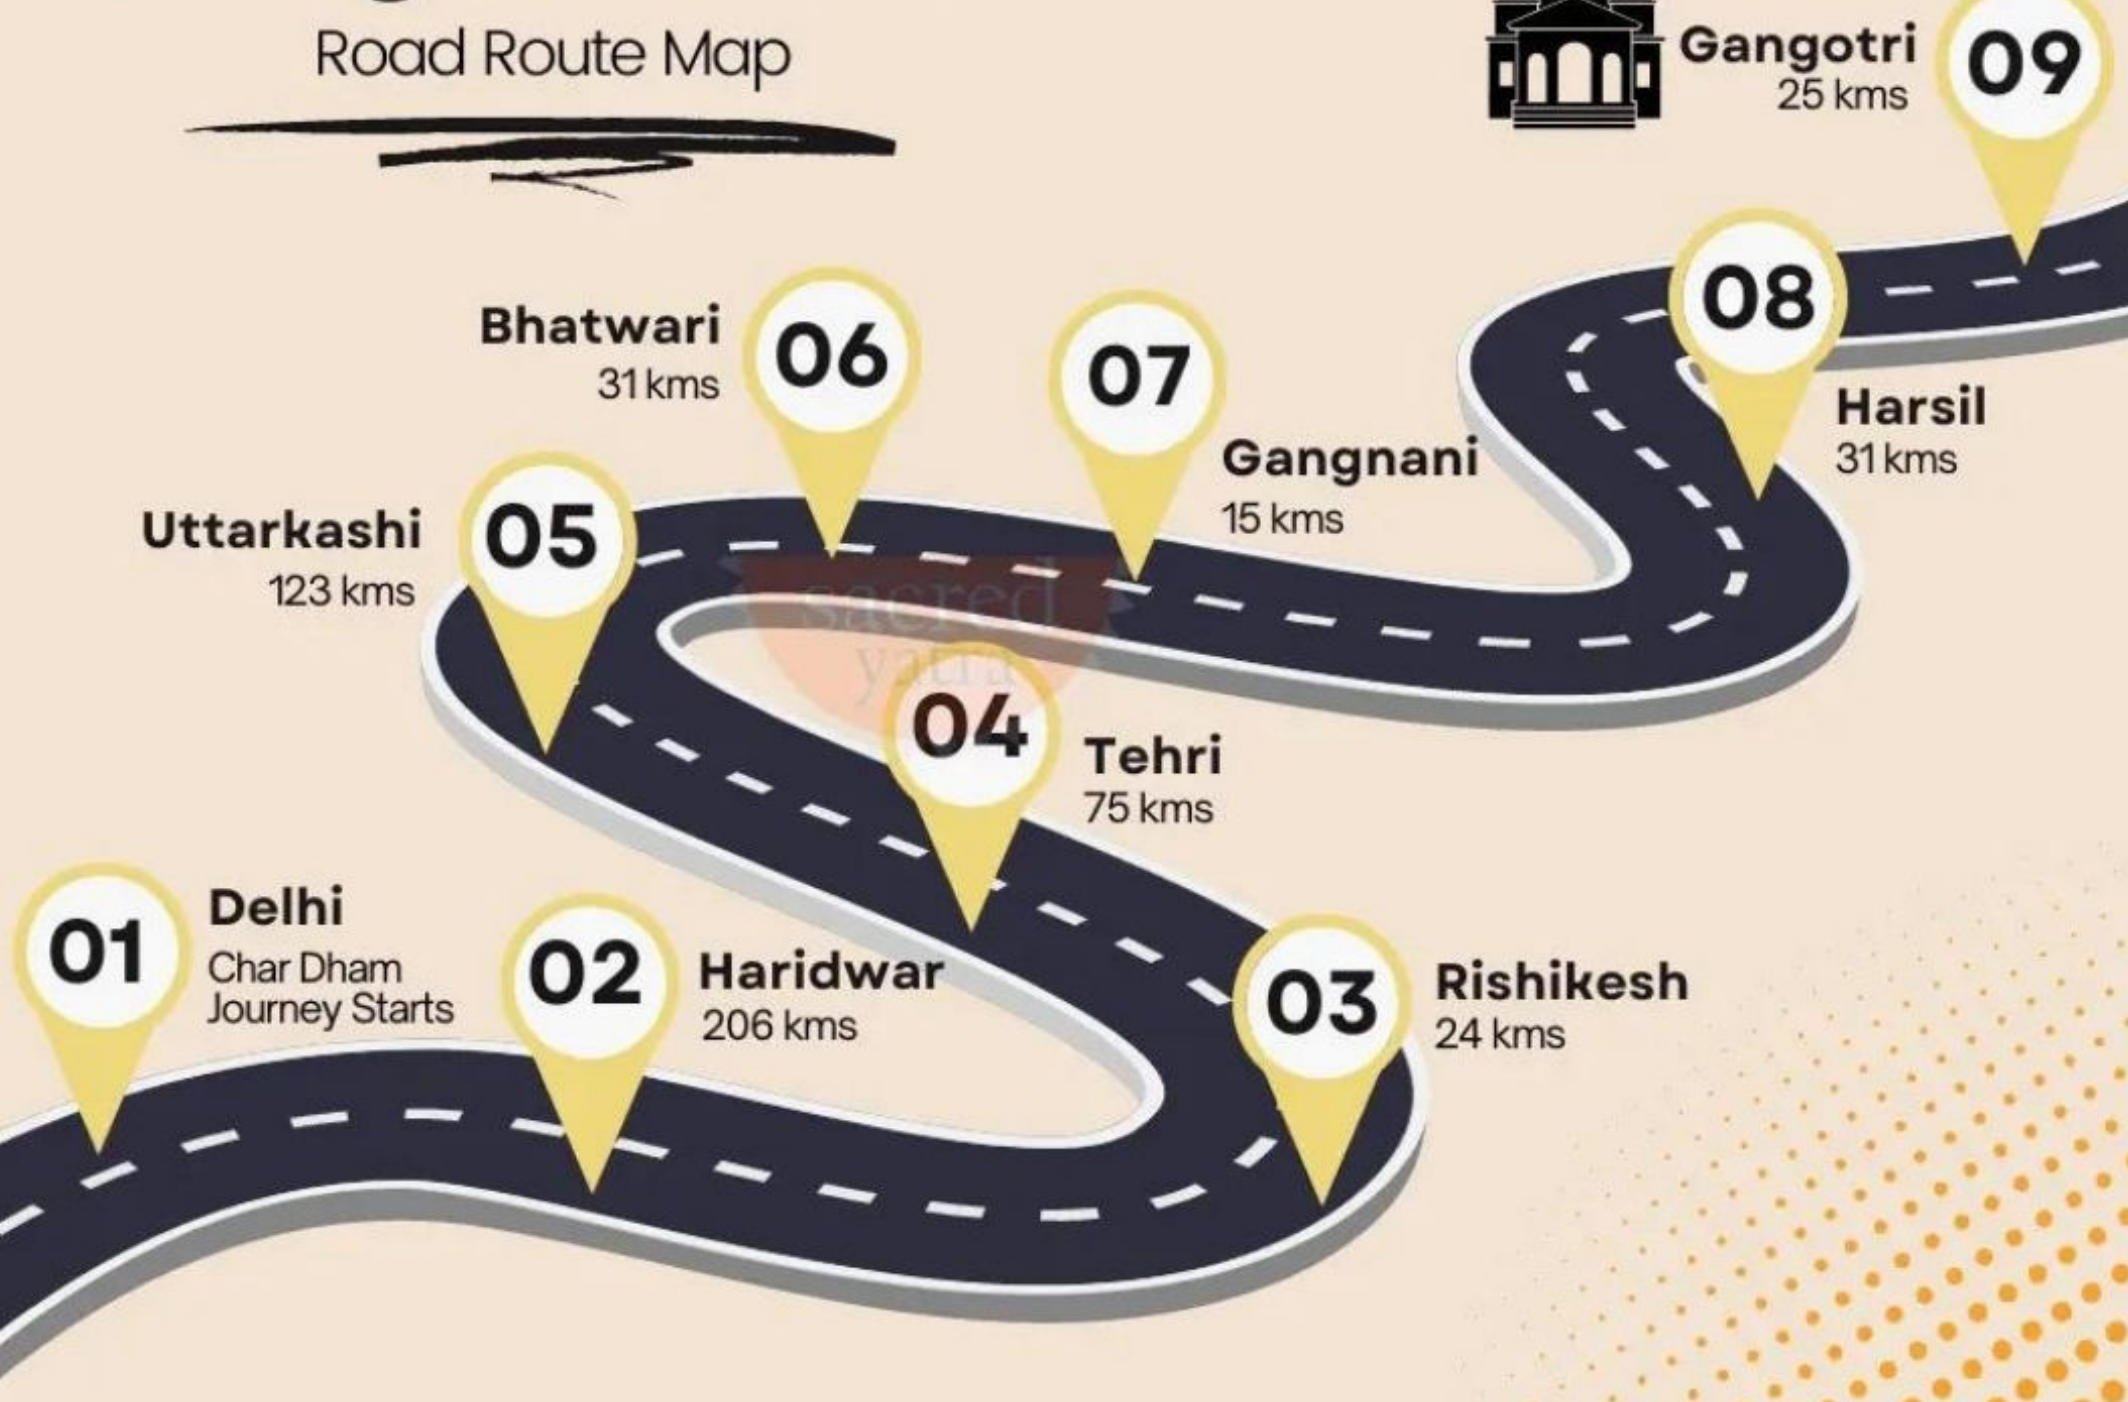 Road Route Map
Gangotri
25 kms
09
08
Harsil
31 kms
Bhatwari
31 kms
06
07
Gangnani
15 kms
Uttarkashi
123 kms
05
sacred
yatra
04
Tehri
75 kms
01
Delhi
Char Dham
Journey Starts
02
Haridwar
206 kms
03
Rishikesh
24 kms